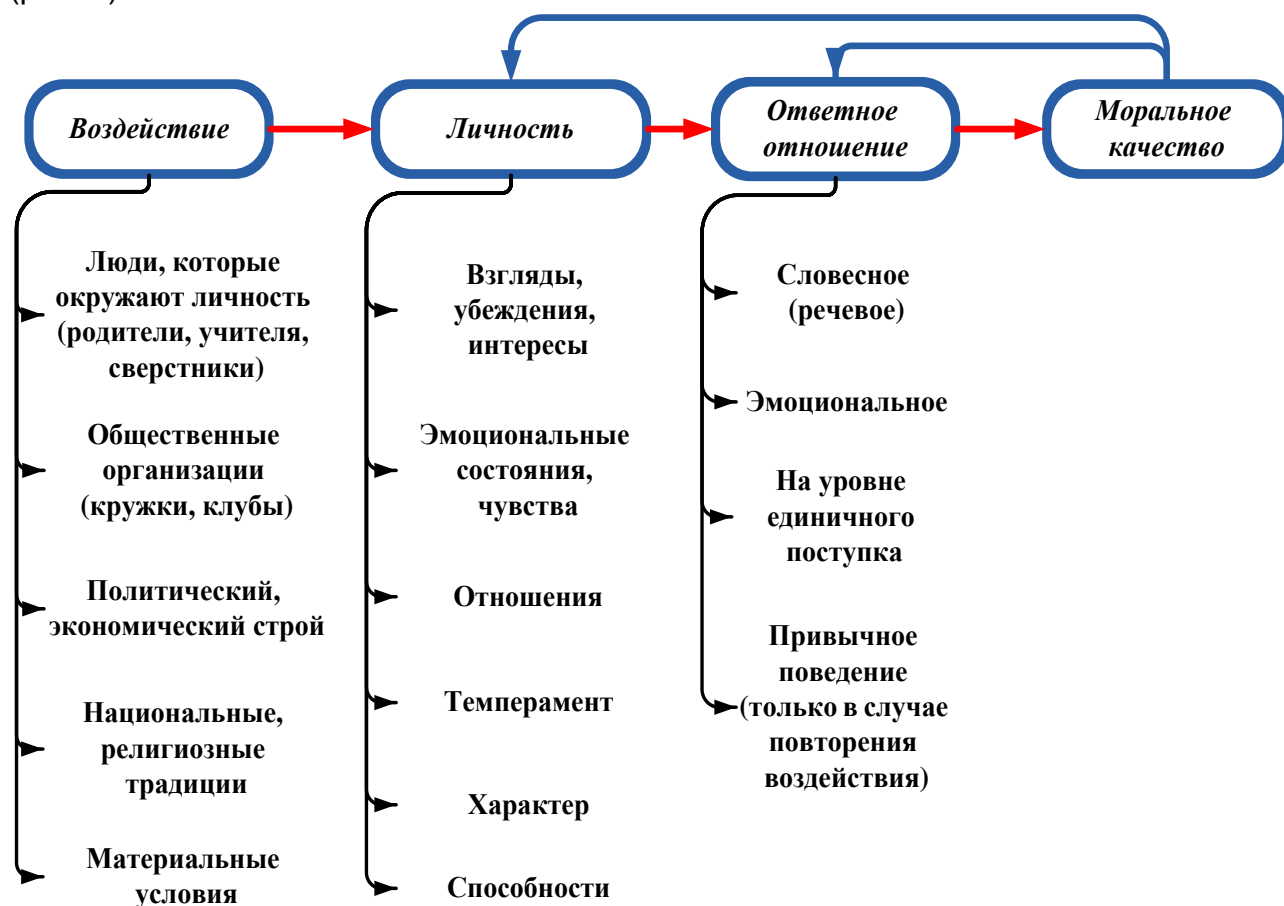 Воздействие
Личность
Ответное
отношение
Моральное
качество
Люди, которые
окружают личность
(родители, учителя,
сверстники)
Общественные
организации
(кружки, клубы)
Политический,
экономический строй
Национальные,
религиозные
традиции
Материальные
условия
Взгляды,
убеждения,
интересы
Эмоциональные
состояния,
чувства
Отношения
Темперамент
Характер
Способности
Словесное
(речевое)
Эмоциональное
На уровне
единичного
поступка
Привычное
поведение
(только в случае
повторения
воздействия)